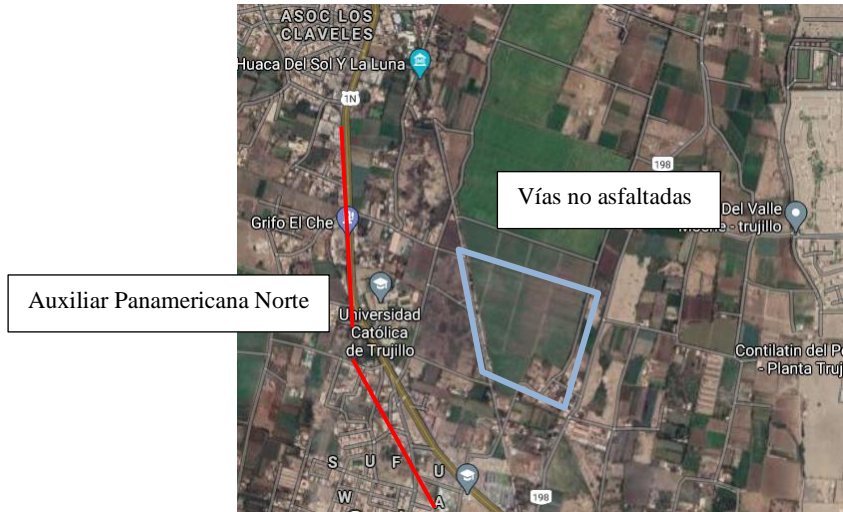 ASOC LOS
CLAVELES
Huaca Del Sol Y La Luna
1N
198
Vías no asfaltadas
Del Valle
- trujillo
Grifo El Che
Auxiliar Panamericana Norte
Universidad
Católica
de Trujillo
Contilatin del
- Planta
S U F U
W A
198